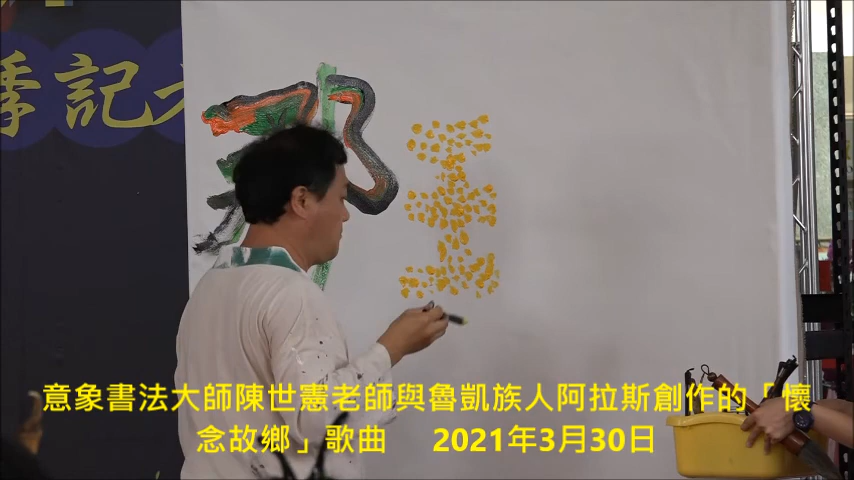 季記者
意象書法大師陳世憲老師與魯凱族人阿拉斯創作的「懷
念故鄉」歌曲 2021年3月30日